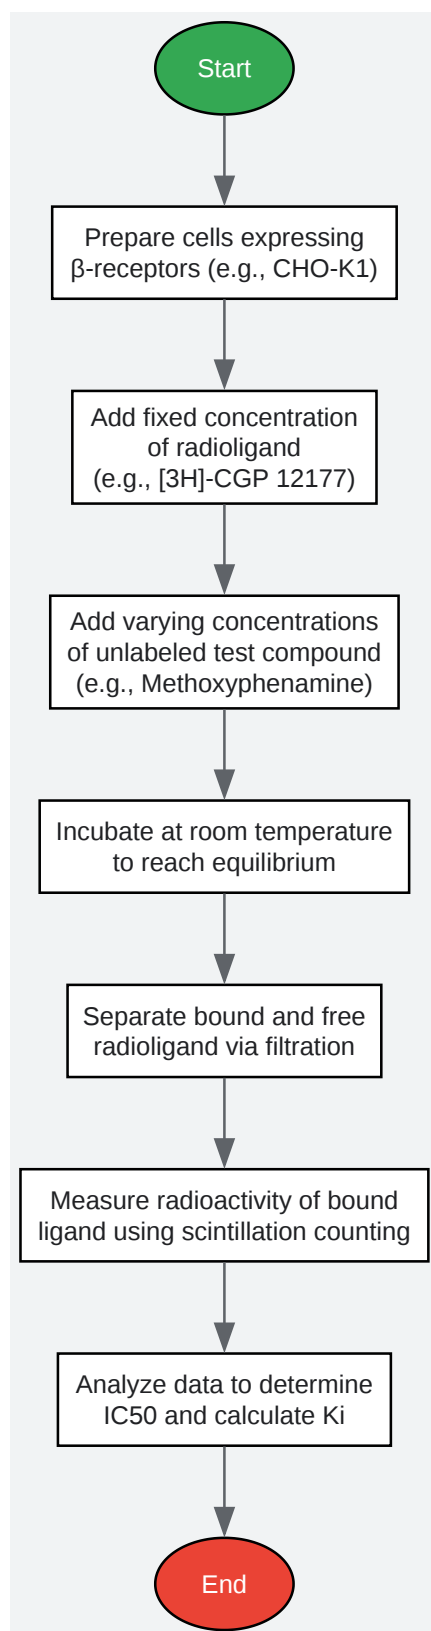 Start
Prepare cells expressing
β-receptors (e.g., CHO-K1)
Add fixed concentration
of radioligand
(e.g., [3H]-CGP 12177)
Add varying concentrations
of unlabeled test compound
(e.g., Methoxyphenamine)
Incubate at room temperature
to reach equilibrium
Separate bound and free
radioligand via filtration
Measure radioactivity of bound
ligand using scintillation counting
Analyze data to determine
IC50 and calculate Ki
End